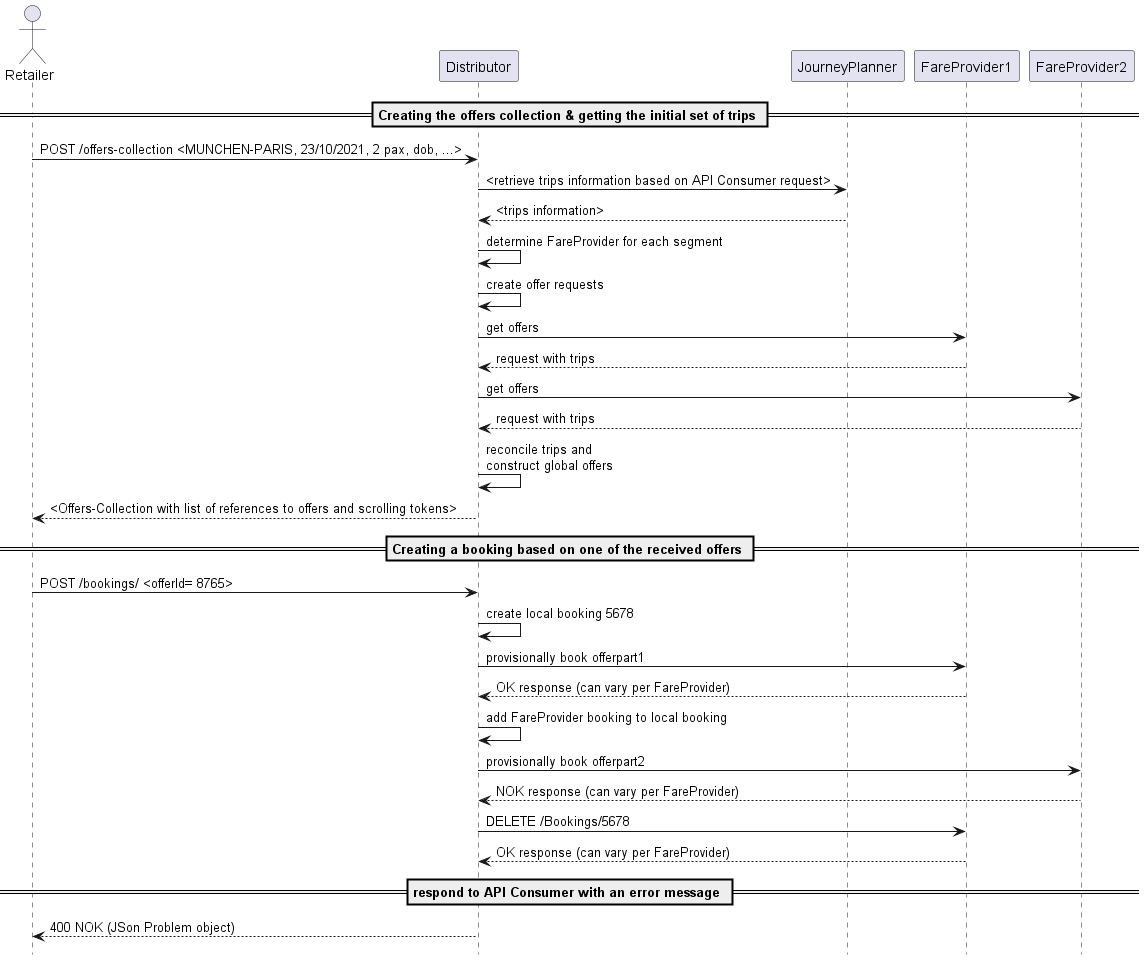 Retailer
Distributor
JourneyPlanner
FareProvider1
FareProvider2
Creating the offers collection & getting the initial set of trips
POST /offers-collection <MUNCHEN-PARIS, 23/10/2021, 2 pax, dob, ...>
<retrieve trips information based on API Consumer request>
<trips information>
determine FareProvider for each segment
create offer requests
get offers
request with trips
get offers
request with trips
reconcile trips and
construct global offers
<Offers-Collection with list of references to offers and scrolling tokens>
Creating a booking based on one of the received offers
POST /bookings/ <offerId= 8765>
create local booking 5678
provisionally book offerpart1
OK response (can vary per FareProvider)
add FareProvider booking to local booking
provisionally book offerpart2
NOK response (can vary per FareProvider)
DELETE /Bookings/5678
OK response (can vary per FareProvider)
respond to API Consumer with an error message
400 NOK (JSon Problem object)